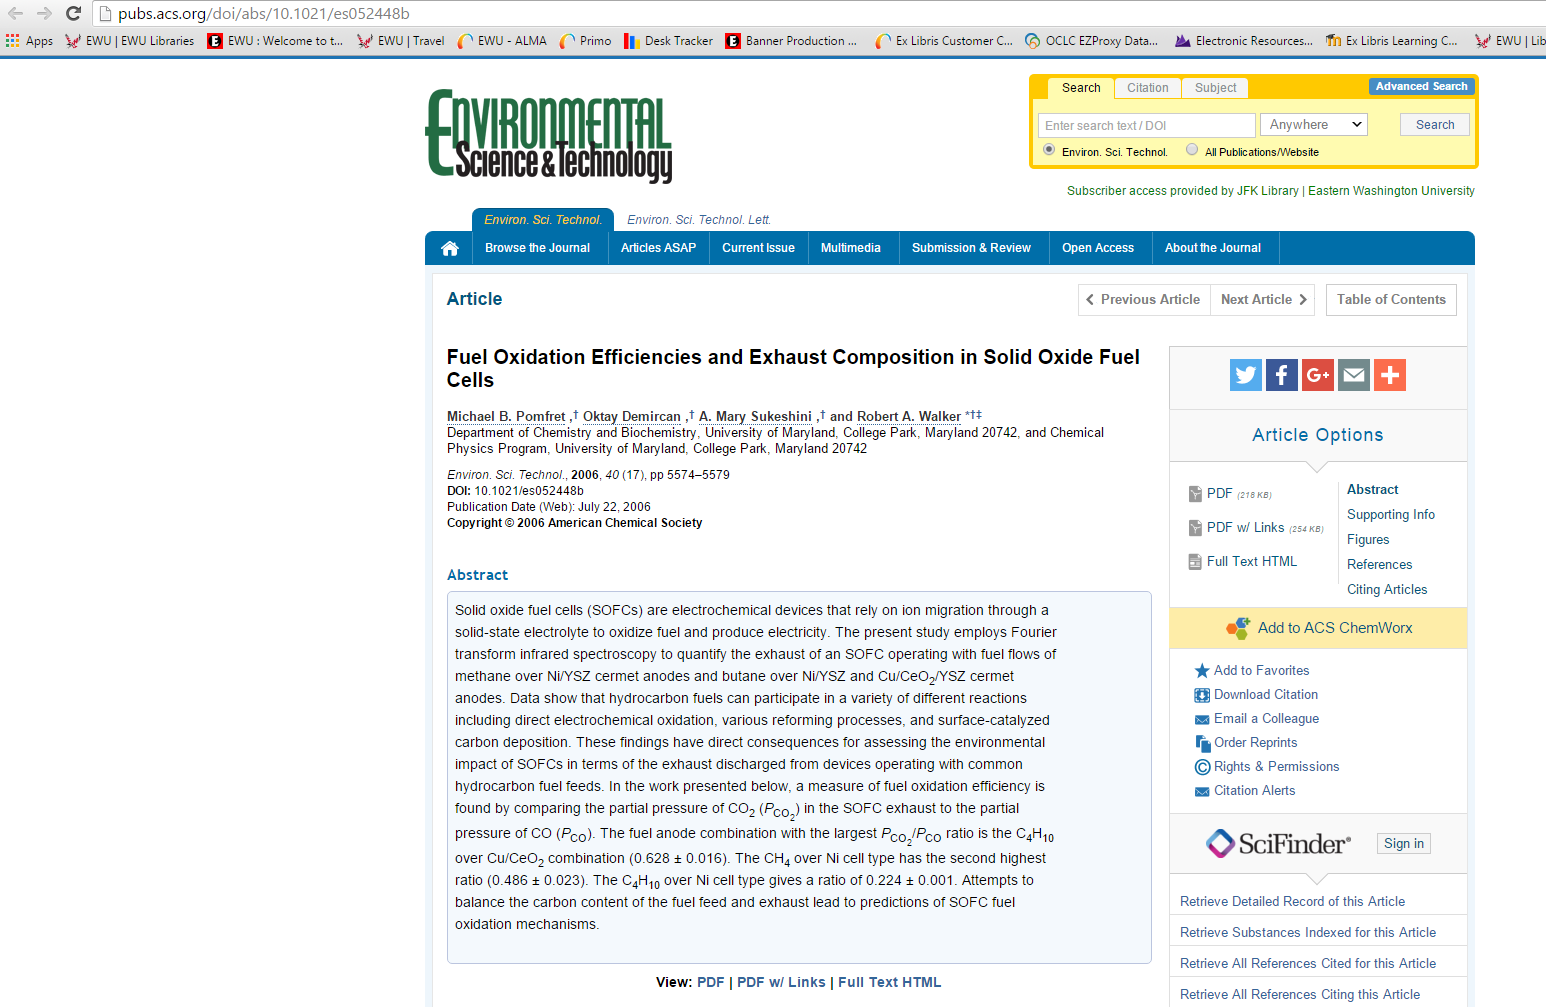 pubs.acs.org/doi/abs/10.1021/es052448b
Apps EWU | EWU Libraries EWU : Welcome to t... EWU | Travel EWU - ALMA Primo Desk Tracker Banner Production ... Ex Libris Customer C... OCLC EZProxy Data... Electronic Resources... Ex Libris Learning C... EWU | Lib
Environmental
Science & Technology
Search Citation Subject Advanced Search
Enter search text / DOI Anywhere Search
Environ. Sci. Technol. All Publications/Website
Subscriber access provided by JFK Library | Eastern Washington University
Environ. Sci. Technol. Environ. Sci. Technol. Lett.
Browse the Journal Articles ASAP Current Issue Multimedia Submission & Review Open Access About the Journal
Article
Previous Article Next Article Table of Contents
Fuel Oxidation Efficiencies and Exhaust Composition in Solid Oxide Fuel
Cells
Michael B. Pomfret ,† Oktay Demircan ,† A. Mary Sukeshini ,† and Robert A. Walker *†‡
Department of Chemistry and Biochemistry, University of Maryland, College Park, Maryland 20742, and Chemical
Physics Program, University of Maryland, College Park, Maryland 20742
Environ. Sci. Technol., 2006, 40 (17), pp 5574–5579
DOI: 10.1021/es052448b
Publication Date (Web): July 22, 2006
Copyright © 2006 American Chemical Society
Abstract
Solid oxide fuel cells (SOFCs) are electrochemical devices that rely on ion migration through a
solid-state electrolyte to oxidize fuel and produce electricity. The present study employs Fourier
transform infrared spectroscopy to quantify the exhaust of an SOFC operating with fuel flows of
methane over Ni/YSZ cermet anodes and butane over Ni/YSZ and Cu/CeO2/YSZ cermet
anodes. Data show that hydrocarbon fuels can participate in a variety of different reactions
including direct electrochemical oxidation, various reforming processes, and surface-catalyzed
carbon deposition. These findings have direct consequences for assessing the environmental
impact of SOFCs in terms of the exhaust discharged from devices operating with common
hydrocarbon fuel feeds. In the work presented below, a measure of fuel oxidation efficiency is
found by comparing the partial pressure of CO2 (PCO2) in the SOFC exhaust to the partial
pressure of CO (PCO). The fuel anode combination with the largest PCO2/PCO ratio is the C4H10
over Cu/CeO2 combination (0.628 ± 0.016). The CH4 over Ni cell type has the second highest
ratio (0.486 ± 0.023). The C4H10 over Ni cell type gives a ratio of 0.224 ± 0.001. Attempts to
balance the carbon content of the fuel feed and exhaust lead to predictions of SOFC fuel
oxidation mechanisms.
View: PDF | PDF w/ Links | Full Text HTML
Article Options
PDF (218 KB)
PDF w/ Links (254 KB)
Full Text HTML
Abstract
Supporting Info
Figures
References
Citing Articles
Add to ACS ChemWorx
Add to Favorites
Download Citation
Email a Colleague
Order Reprints
Rights & Permissions
Citation Alerts
SciFinder® Sign in
Retrieve Detailed Record of this Article
Retrieve Substances Indexed for this Article
Retrieve All References Cited for this Article
Retrieve All References Citing this Article